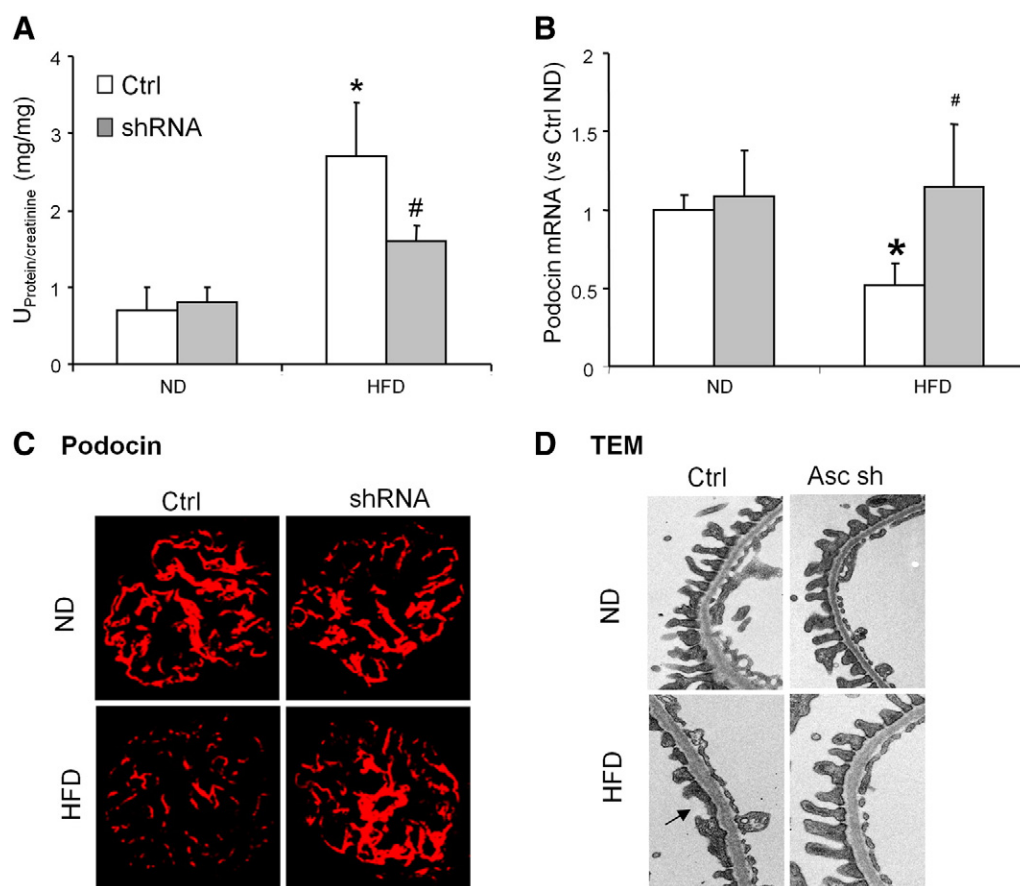 A
4
3
2
1
0
U Protein/creatinine (mg/mg)
Ctrl
shRNA
*
#
ND
HFD
B
2
1.5
1
0.5
0
Podocin mRNA (vs Ctrl ND)
*
#
ND
HFD
C Podocin
Ctrl
shRNA
ND
HFD
D TEM
Ctrl
Asc sh
ND
HFD